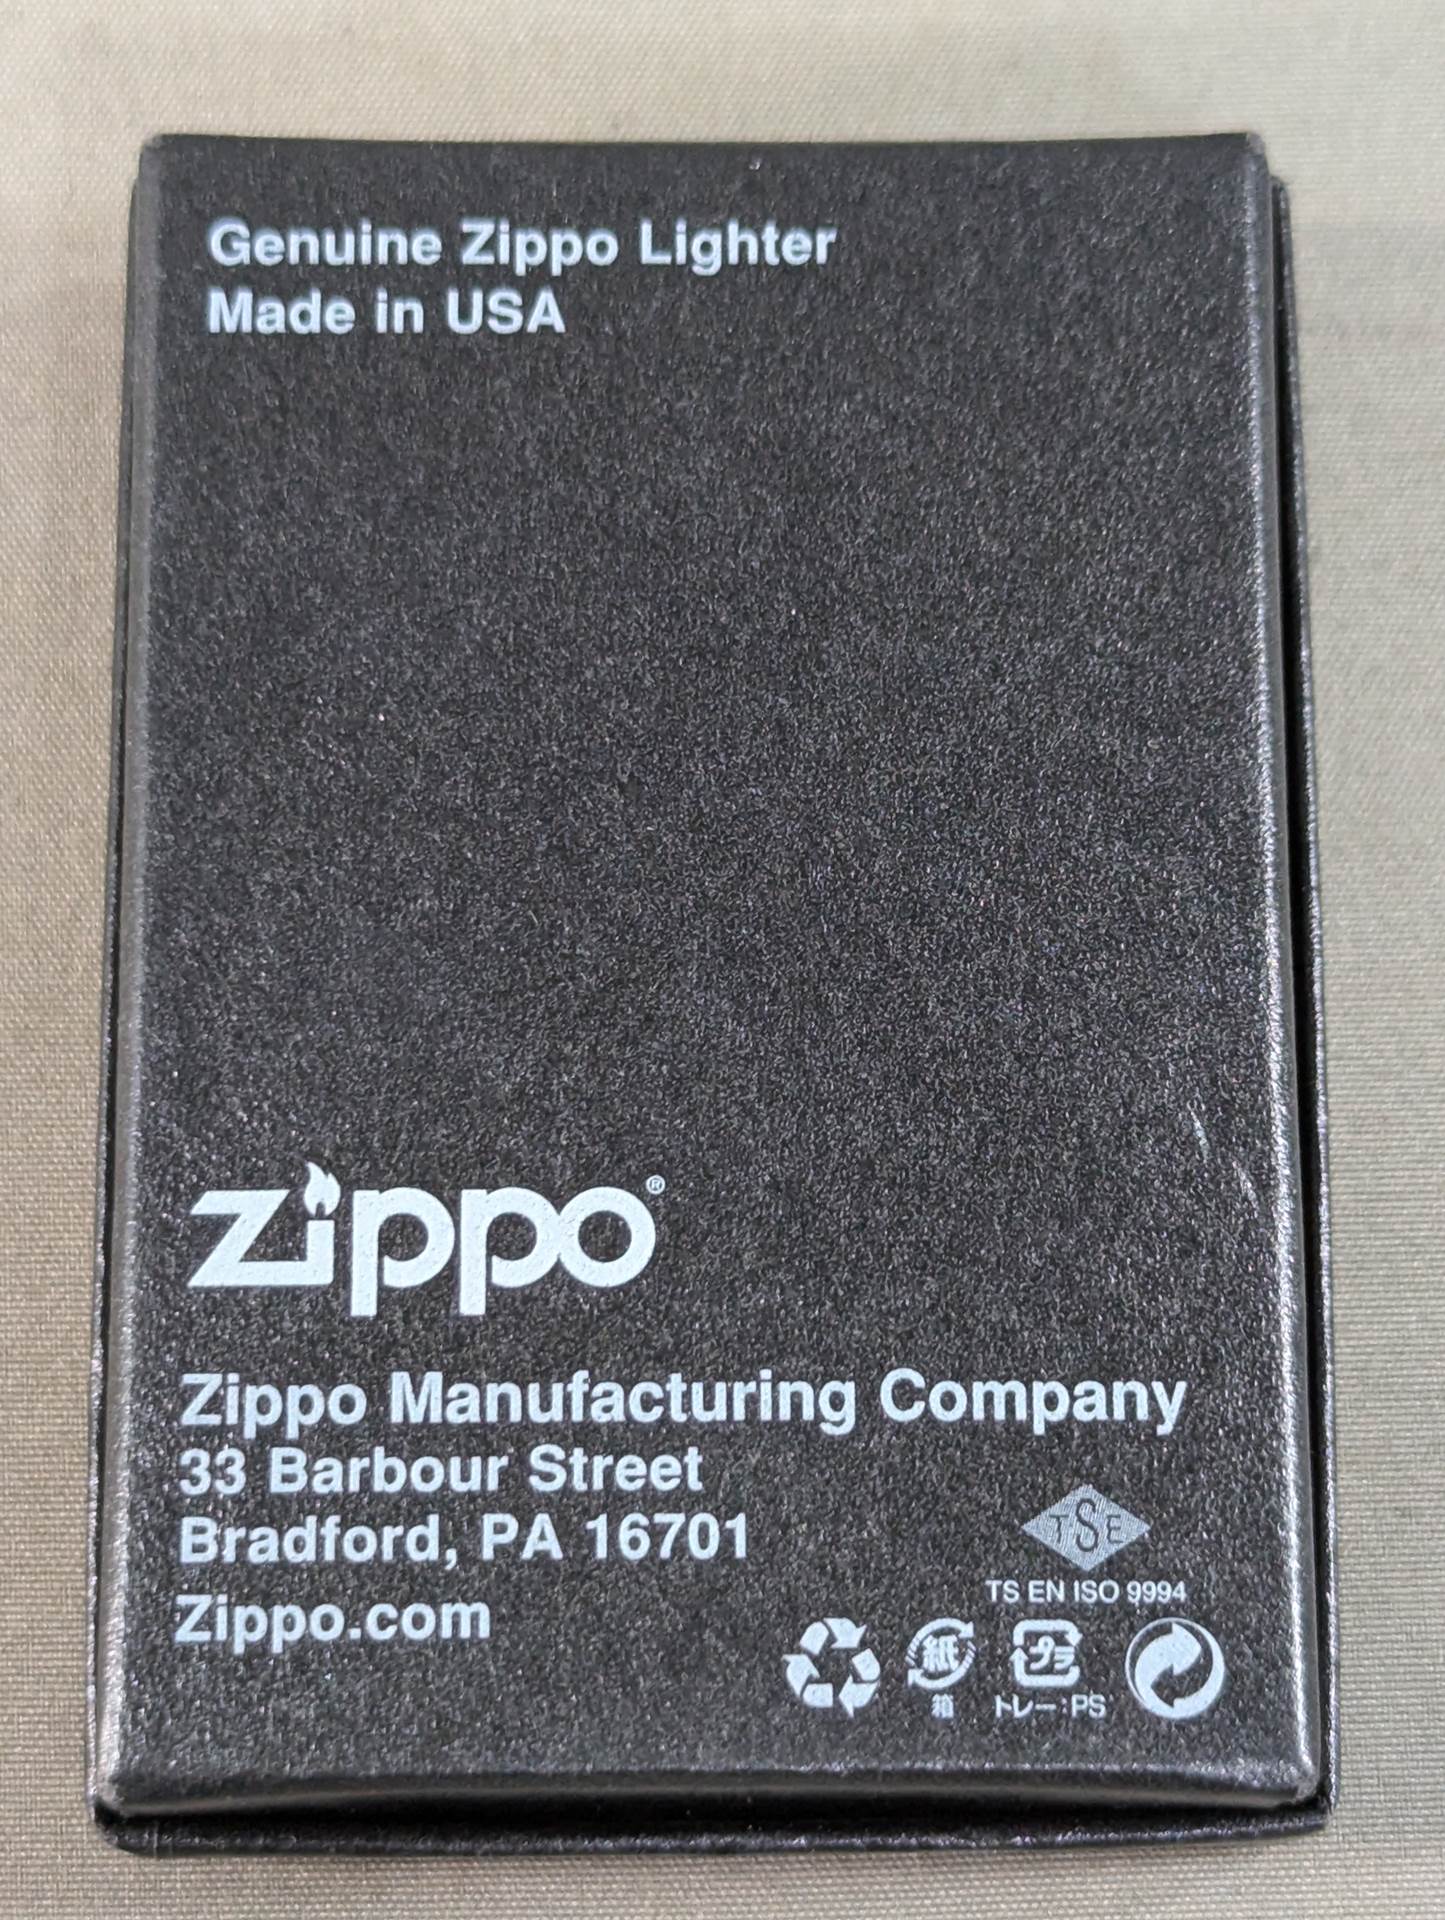 Genuine Zippo Lighter
Made in USA
zippo®
Zippo Manufacturing Company
33 Barbour Street
Bradford, PA 16701
Zippo.com
TSE
TS EN ISO 9994
紙 プラ
箱 トレー:PS